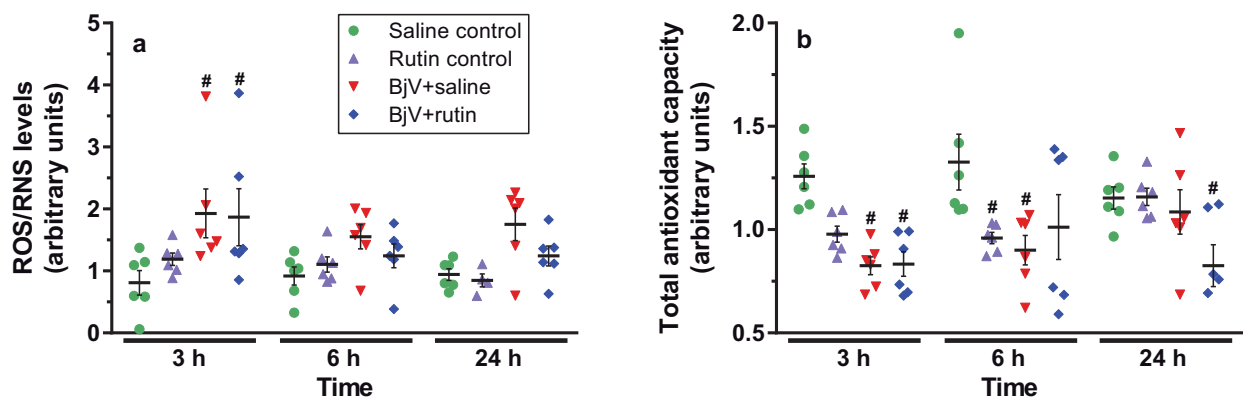 a
Saline control
Rutin control
BjV+saline
BjV+rutin
ROS/RNS levels
(arbitrary units)
5
4
3
2
1
0
# #
3 h 6 h 24 h
Time
b
Total antioxidant capacity
(arbitrary units)
2.0
1.5
1.0
0.5
# # # # #
3 h 6 h 24 h
Time